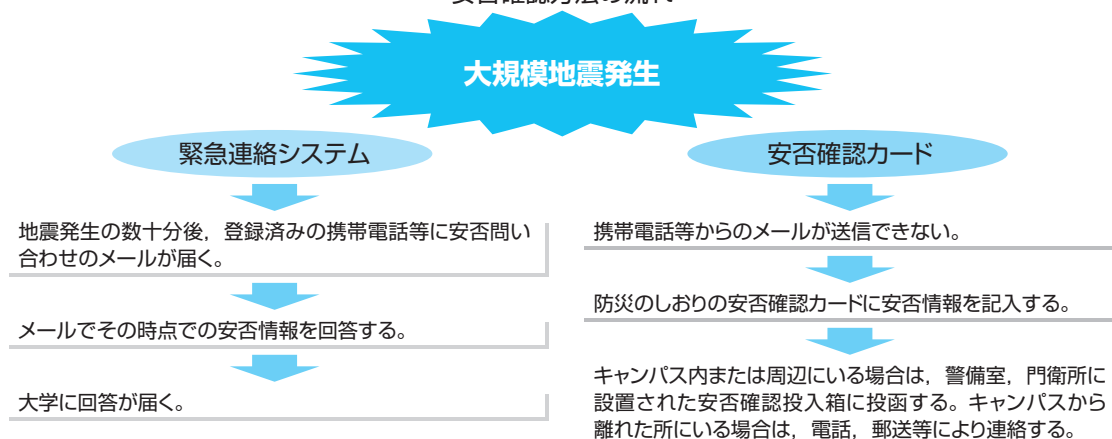 大規模地震発生
緊急連絡システム
地震発生の数十分後，登録済みの携帯電話等に安否問い
合わせのメールが届く。
メールでその時点での安否情報を回答する。
大学に回答が届く。
安否確認カード
携帯電話等からのメールが送信できない。
防災のしおりの安否確認カードに安否情報を記入する。
キャンパス内または周辺にいる場合は，警備室，門衛所に
設置された安否確認投入箱に投函する。キャンパスから
離れた所にいる場合は，電話，郵送等により連絡する。